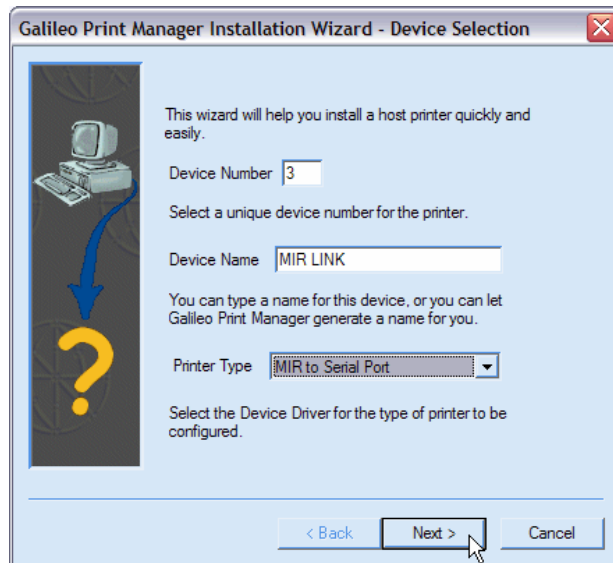 Galileo Print Manager Installation Wizard - Device Selection
This wizard will help you install a host printer quickly and
easily.
Device Number 3
Select a unique device number for the printer.
Device Name MIR LINK
You can type a name for this device, or you can let
Galileo Print Manager generate a name for you.
Printer Type MIR to Serial Port
Select the Device Driver for the type of printer to be
configured.
< Back Next > Cancel